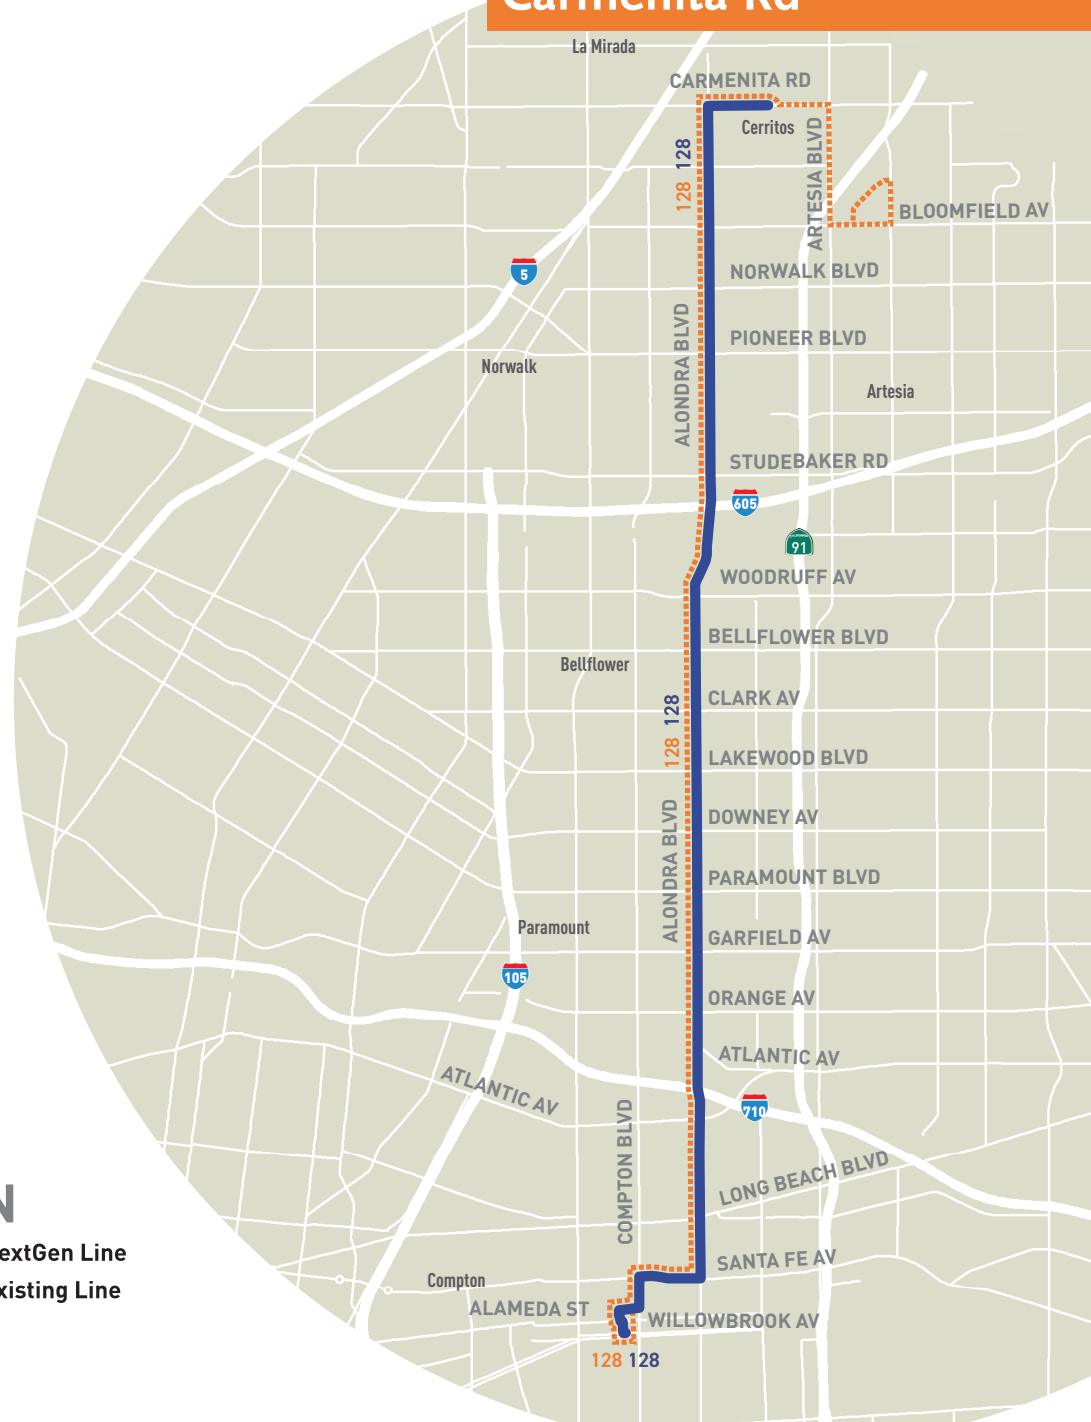 Carmenita Rd
La Mirada
CARMENITA RD
Cerritos
128 128
ARTESIA BLVD
BLOOMFIELD AV
5
NORWALK BLVD
ALONDRA BLVD
PIONEER BLVD
Norwalk
Artesia
STUDEBAKER RD
605
CALIFORNIA
91
WOODRUFF AV
BELLFLOWER BLVD
Bellflower
CLARK AV
128 128
LAKEWOOD BLVD
DOWNEY AV
ALONDRA BLVD
PARAMOUNT BLVD
Paramount
GARFIELD AV
105
ORANGE AV
ATLANTIC AV
ATLANTIC AV
710
COMPTON BLVD
LONG BEACH BLVD
N
extGen Line
SANTA FE AV
xisting Line
Compton
ALAMEDA ST
WILLOWBROOK AV
128 128